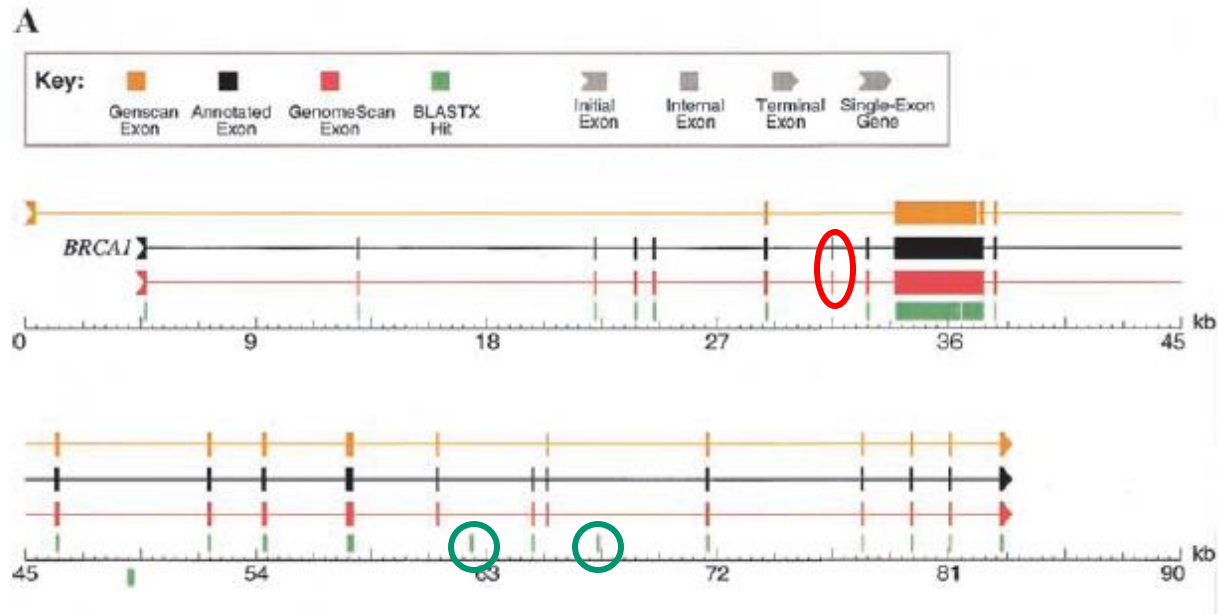 A
Key:
Genscan Exon
Annotated Exon
GenomeScan Exon
BLASTX Hit
Initial Exon
Internal Exon
Terminal Exon
Single-Exon Gene
BRCA1
0 9 18 27 36 45 kb
45 54 63 72 81 90 kb